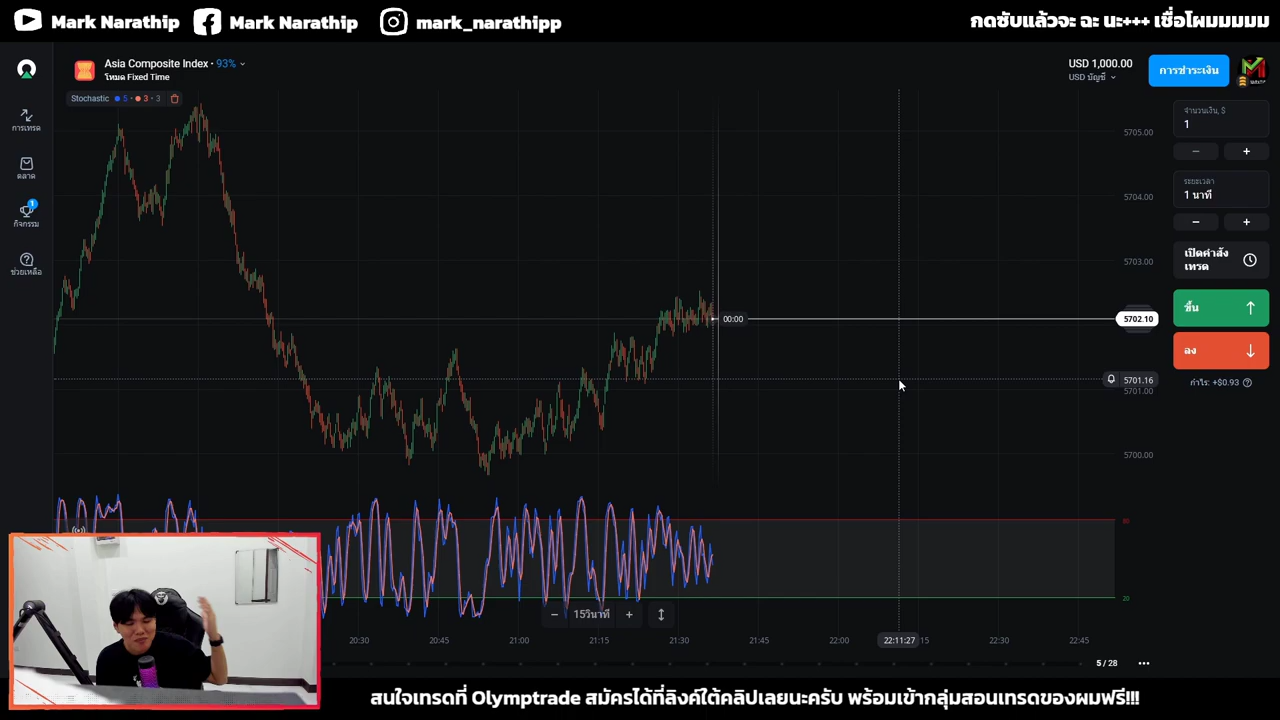 Mark Narathip Mark Narathip mark_narathipp กดซับแล้วจะ ฉะ นะ+++ เชื่อโผมมมมม
Asia Composite Index • 93%
โหมด Fixed Time
USD 1,000.00
USD บัญชี
การชำระเงิน
Stochastic 5 • 3 • 3
การเทรด
ตลาด
1
กิจกรรม
ช่วยเหลือ
จำนวนเงิน, $
1
− +
ระยะเวลา
1 นาที
− +
เปิดคำสั่ง
เทรด
ขึ้น
ลง
กำไร: +$0.93
5705.00
5704.00
5703.00
00:00
5702.10
5701.16
5701.00
5700.00
80
20
− 15วินาที +
20:30 20:45 21:00 21:15 21:30 21:45 22:00 22:11:27 15 22:30 22:45
5 / 28
สนใจเทรดที่ Olymptrade สมัครได้ที่ลิงค์ใต้คลิปเลยนะครับ พร้อมเข้ากลุ่มสอนเทรดของผมฟรี!!!